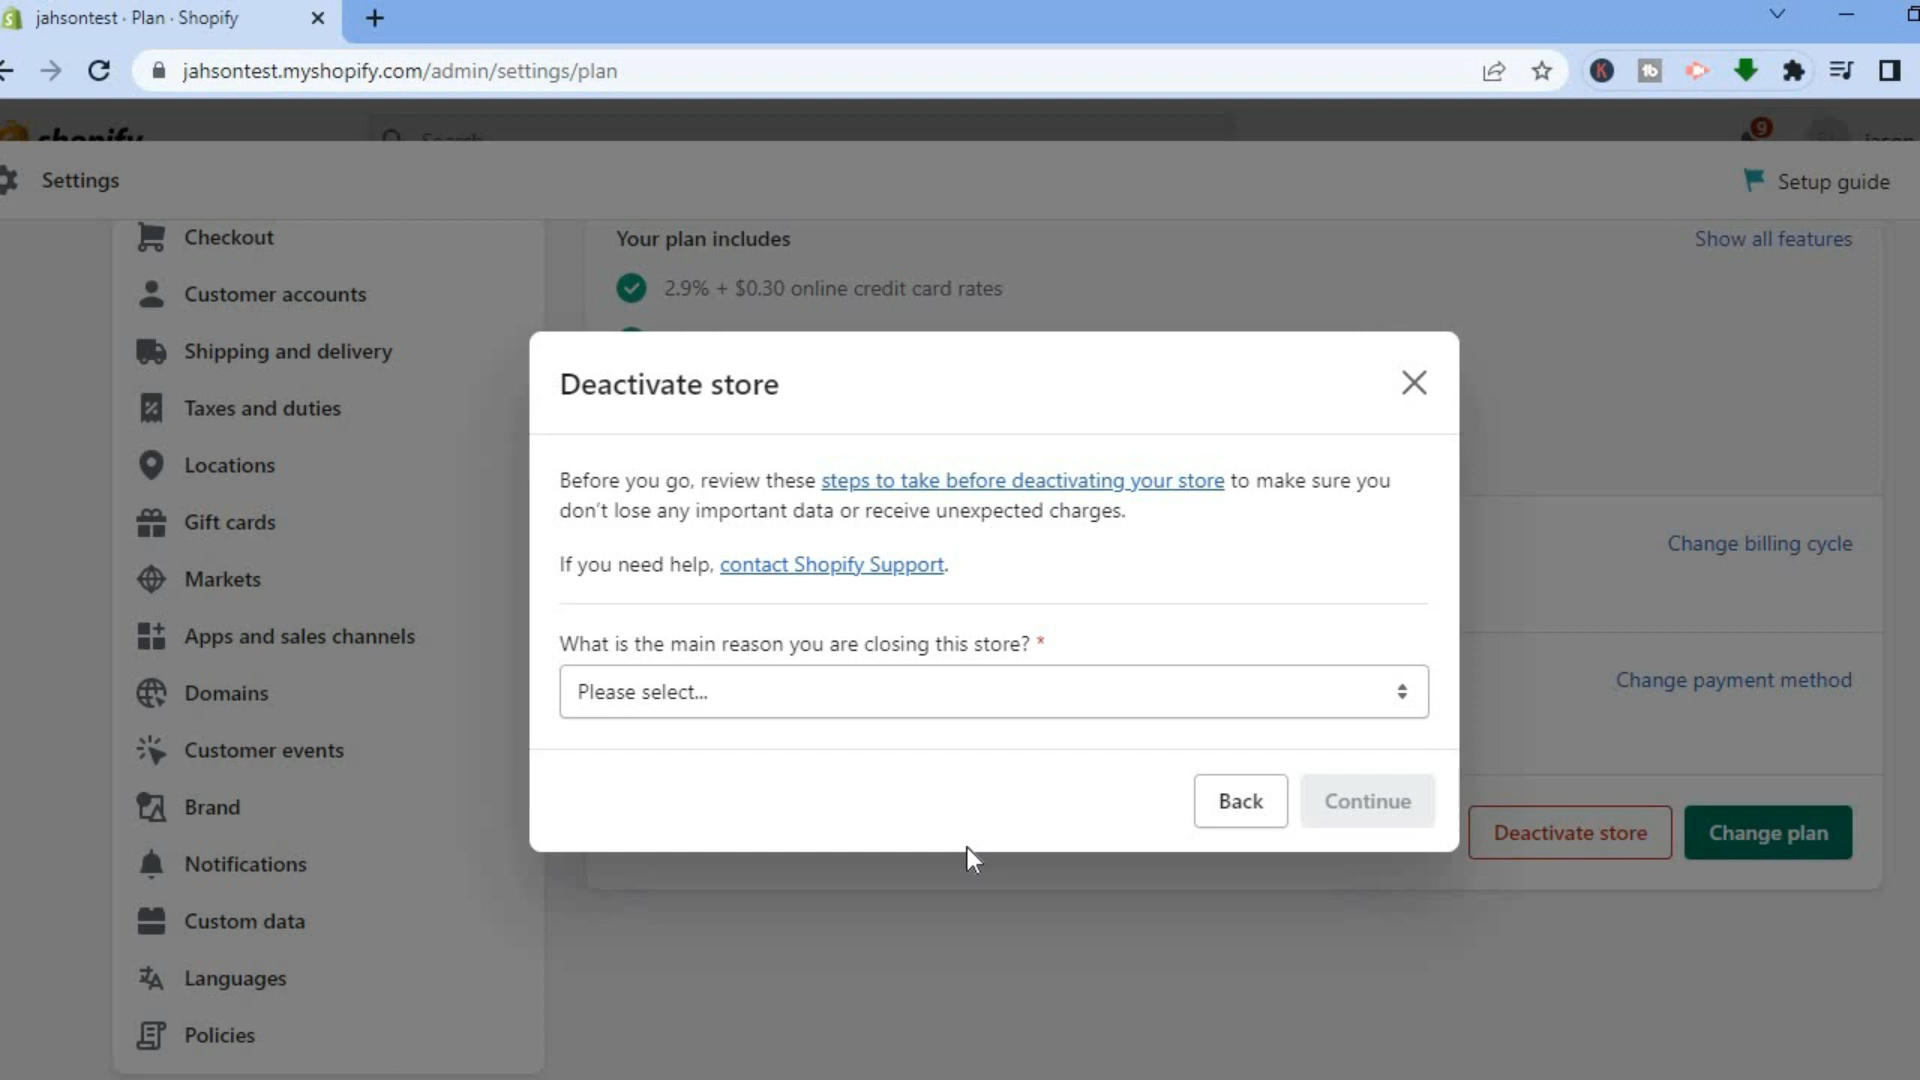 jahsontest · Plan · Shopify
jahsontest.myshopify.com/admin/settings/plan
shopify
Search
9
jason
Settings
Setup guide
Checkout
Customer accounts
Shipping and delivery
Taxes and duties
Locations
Gift cards
Markets
Apps and sales channels
Domains
Customer events
Brand
Notifications
Custom data
Languages
Policies
Your plan includes
Show all features
2.9% + $0.30 online credit card rates
Deactivate store
Before you go, review these steps to take before deactivating your store to make sure you
don't lose any important data or receive unexpected charges.
If you need help, contact Shopify Support.
What is the main reason you are closing this store? *
Please select...
Back
Continue
Change billing cycle
Change payment method
Deactivate store
Change plan